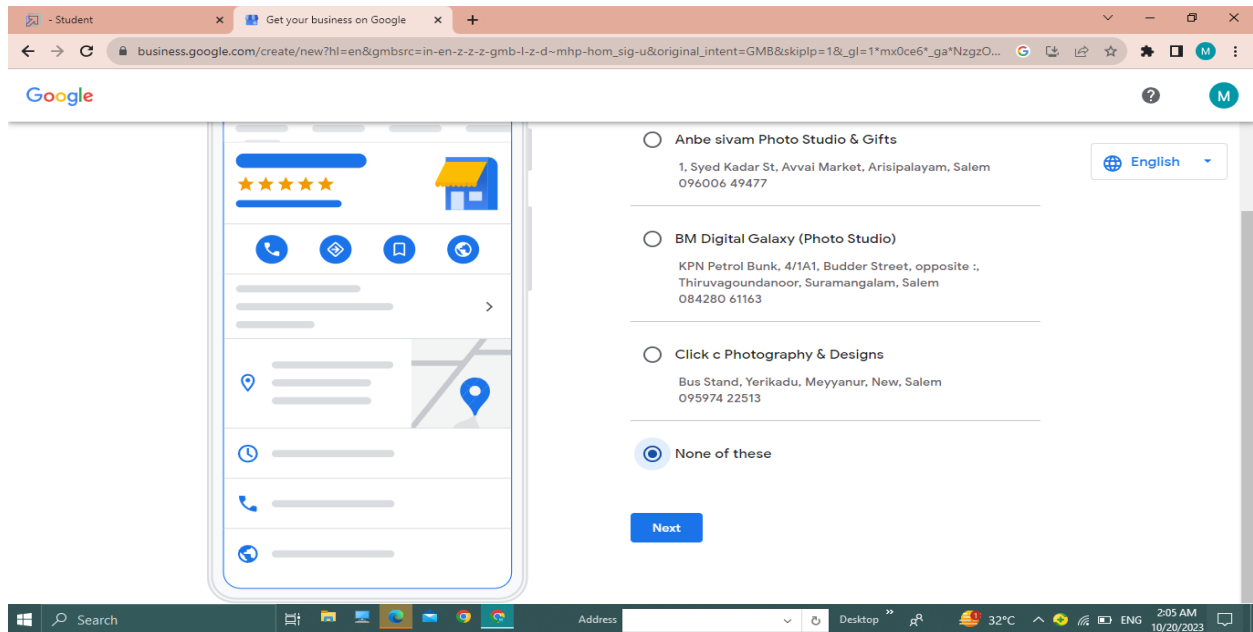 - Student
Get your business on Google
business.google.com/create/new?hl=en&gmbsrc=in-en-z-z-z-gmb-l-z-d~mhp-hom_sig-u&original_intent=GMB&skiplp=1&_gl=1*mx0ce6*_ga*NzgzO...
G
M
Google
M
English
Anbe sivam Photo Studio & Gifts
1, Syed Kadar St, Avvai Market, Arisipalayam, Salem
096006 49477
BM Digital Galaxy (Photo Studio)
KPN Petrol Bunk, 4/1A1, Budder Street, opposite :,
Thiruvagoundanoor, Suramangalam, Salem
084280 61163
Click c Photography & Designs
Bus Stand, Yerikadu, Meyyanur, New, Salem
095974 22513
None of these
Next
Search
Address
Desktop
32°C
ENG
2:05 AM
10/20/2023